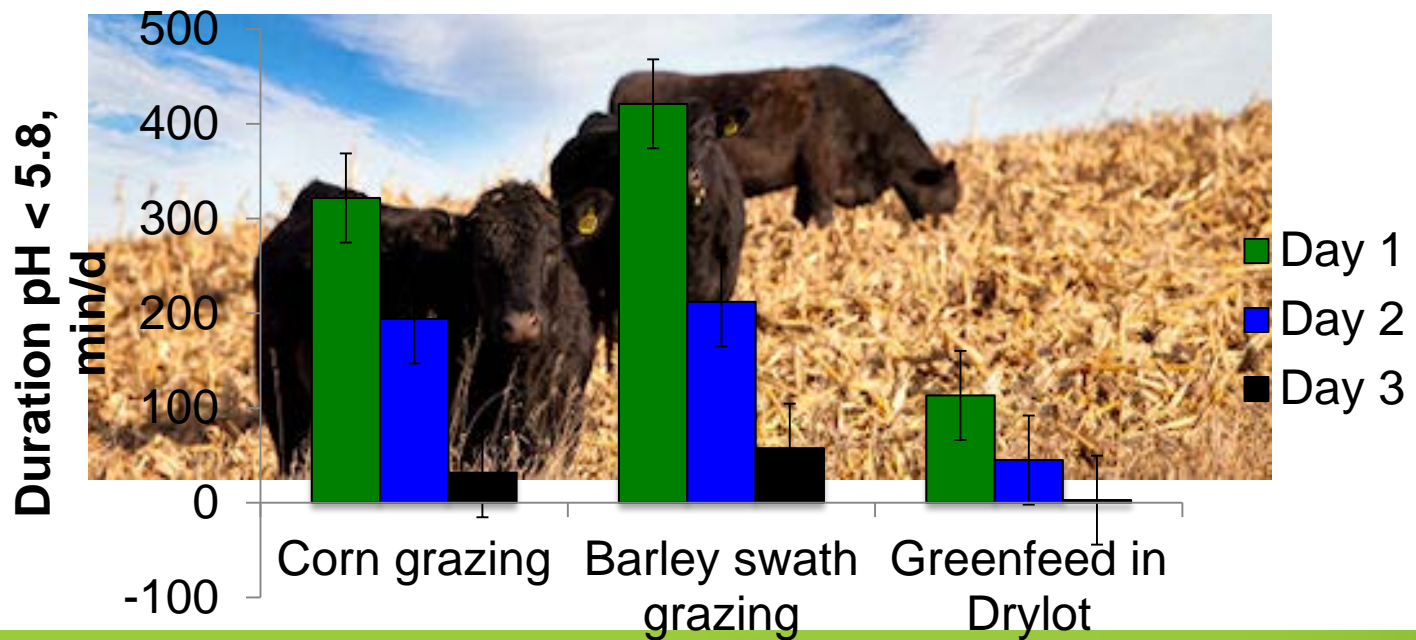 Duration pH < 5.8,
min/d
500
400
300
200
100
0
-100
Corn grazing
Barley swath
grazing
Greenfeed in
Drylot
Day 1
Day 2
Day 3